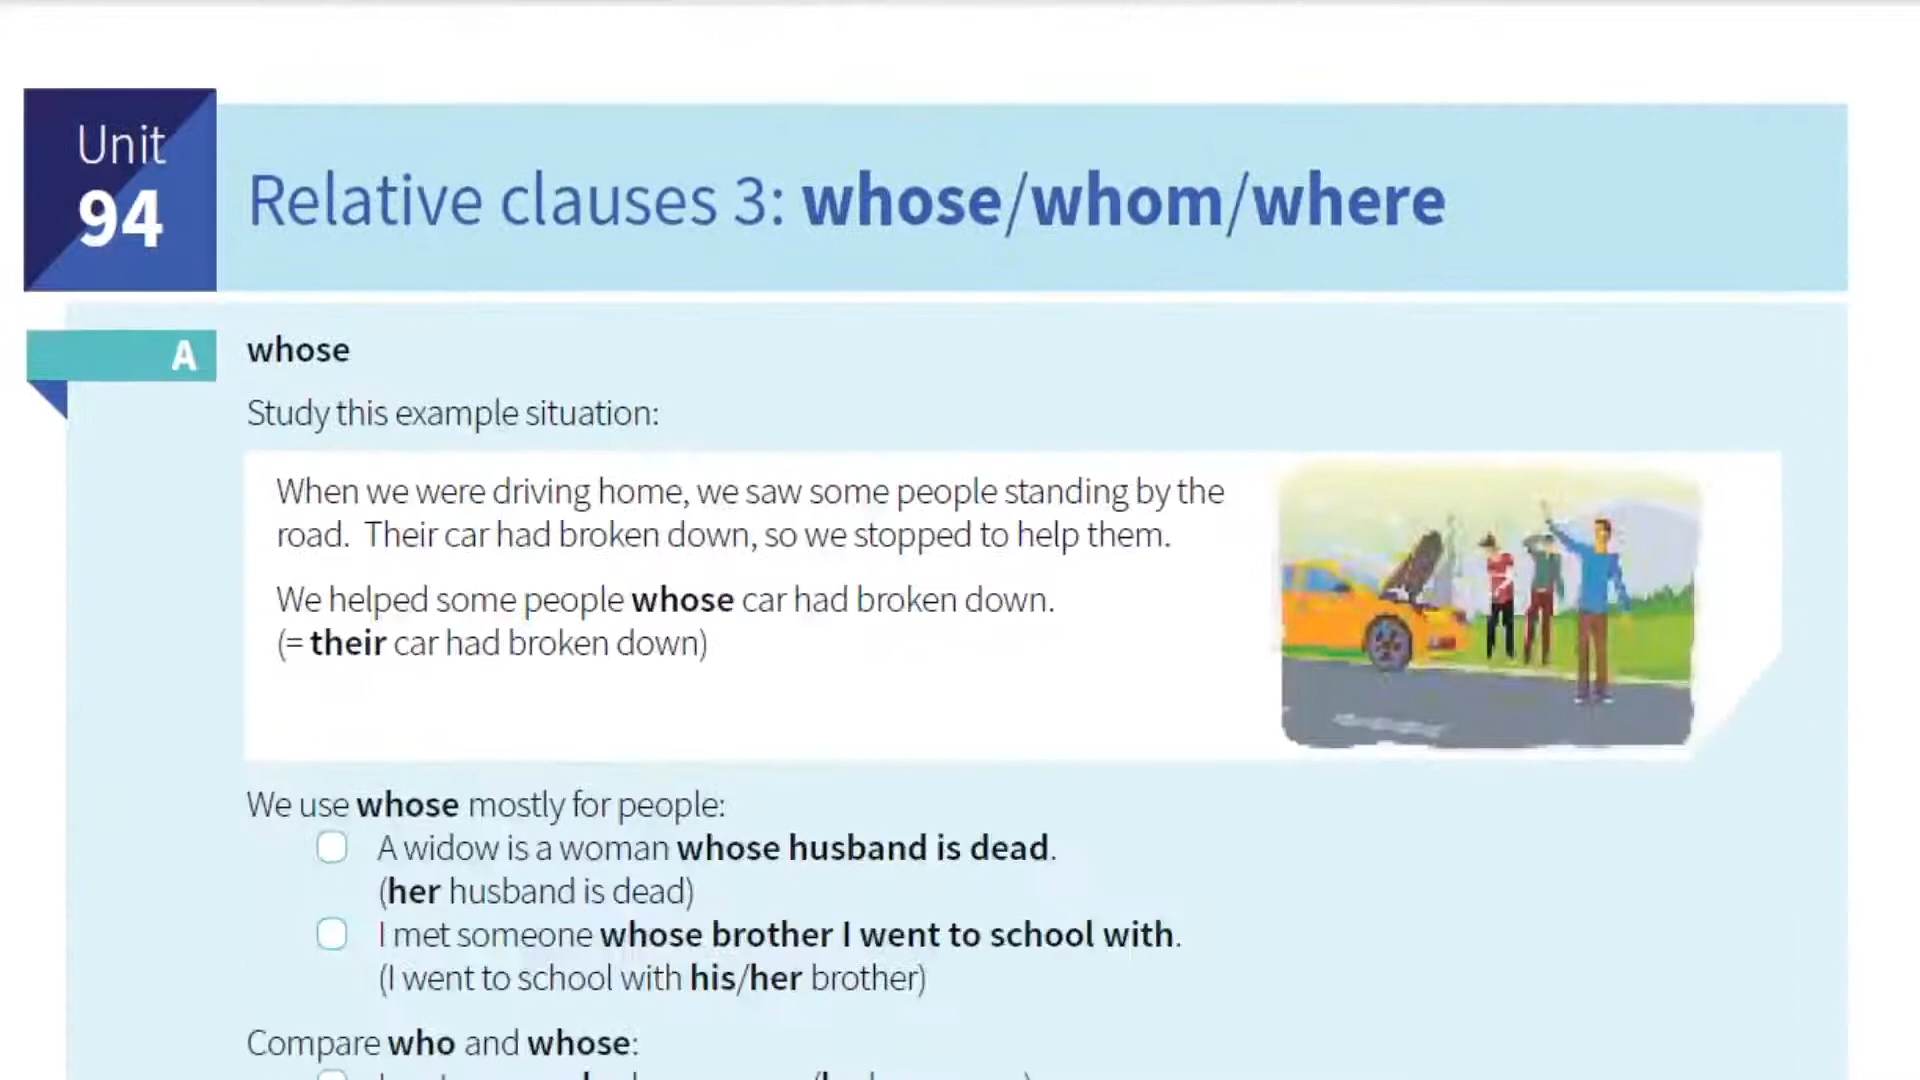 Unit
94
Relative clauses 3: whose/whom/where
A
whose
Study this example situation:
When we were driving home, we saw some people standing by the
road. Their car had broken down, so we stopped to help them.
We helped some people whose car had broken down.
(= their car had broken down)
We use whose mostly for people:
A widow is a woman whose husband is dead.
(her husband is dead)
I met someone whose brother I went to school with.
(I went to school with his/her brother)
Compare who and whose: